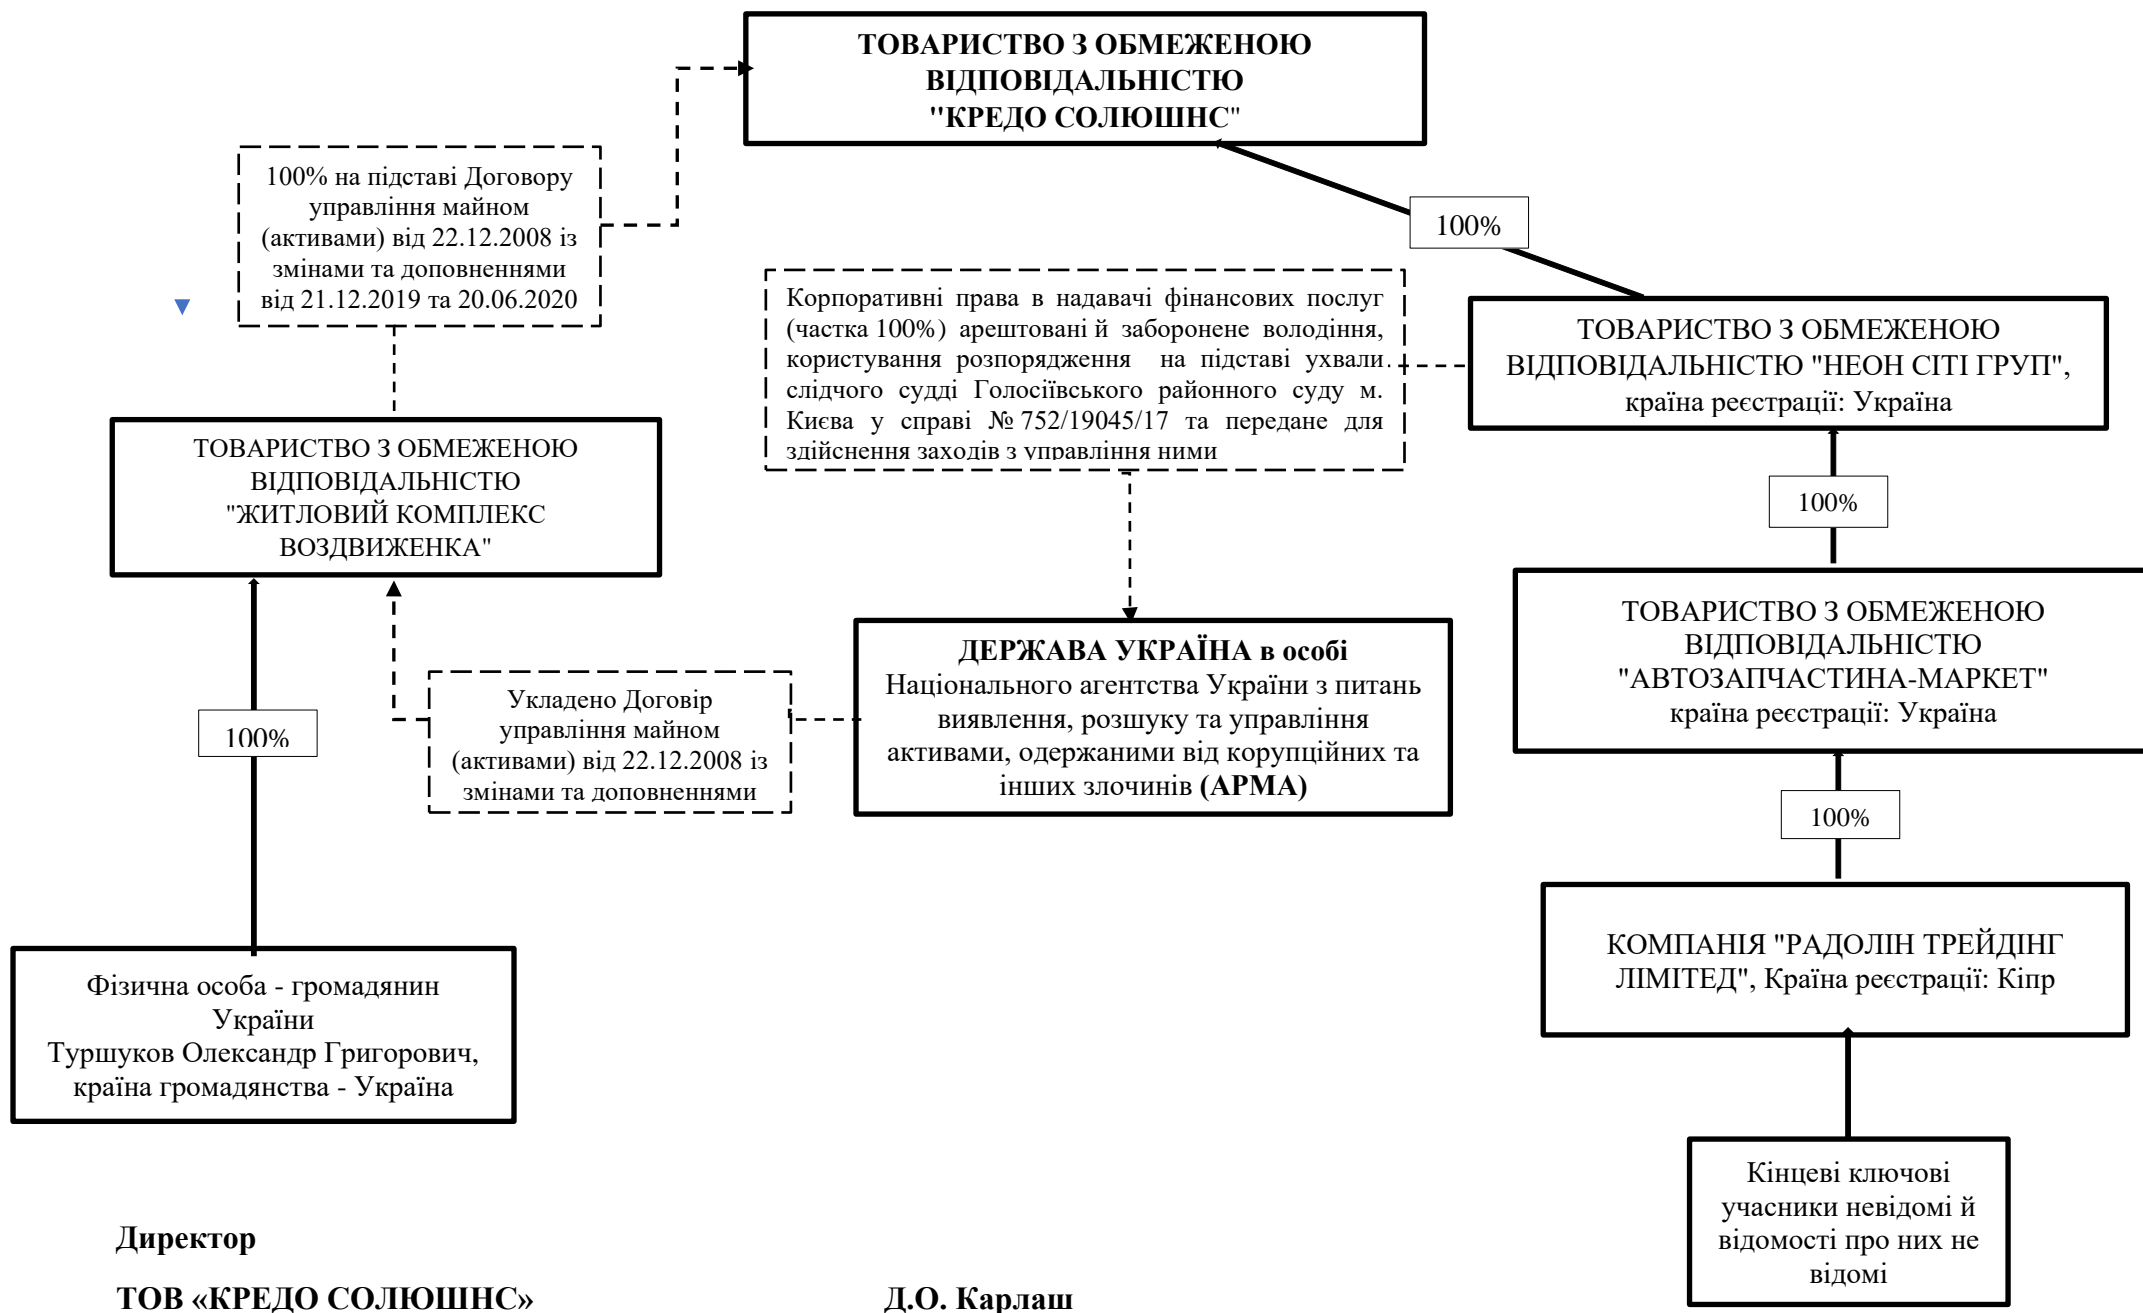 ТОВАРИСТВО З ОБМЕЖЕНОЮ
ВІДПОВІДАЛЬНІСТЮ
"КРЕДО СОЛЮШНС"
100% на підставі Договору
управління майном
(активами) від 22.12.2008 із
змінами та доповненнями
від 21.12.2019 та 20.06.2020
100%
Корпоративні права в надавачі фінансових послуг
(частка 100%) арештовані й заборонене володіння,
користування розпорядження на підставі ухвали
слідчого судді Голосіївського районного суду м.
Києва у справі № 752/19045/17 та передане для
здійснення заходів з управління ними
ТОВАРИСТВО З ОБМЕЖЕНОЮ
ВІДПОВІДАЛЬНІСТЮ "НЕОН СІТІ ГРУП",
країна реєстрації: Україна
ТОВАРИСТВО З ОБМЕЖЕНОЮ
ВІДПОВІДАЛЬНІСТЮ
"ЖИТЛОВИЙ КОМПЛЕКС
ВОЗДВИЖЕНКА"
100%
ТОВАРИСТВО З ОБМЕЖЕНОЮ
ВІДПОВІДАЛЬНІСТЮ
"АВТОЗАПЧАСТИНА-МАРКЕТ"
країна реєстрації: Україна
ДЕРЖАВА УКРАЇНА в особі
Національного агентства України з питань
виявлення, розшуку та управління
активами, одержаними від корупційних та
інших злочинів (АРМА)
Укладено Договір
управління майном
(активами) від 22.12.2008 із
змінами та доповненнями
100%
100%
КОМПАНІЯ "РАДОЛІН ТРЕЙДІНГ
ЛІМІТЕД", Країна реєстрації: Кіпр
Фізична особа - громадянин
України
Туршуков Олександр Григорович,
країна громадянства - Україна
Кінцеві ключові
учасники невідомі й
відомості про них не
відомі
Директор
ТОВ «КРЕДО СОЛЮШНС»
Д.О. Карлаш